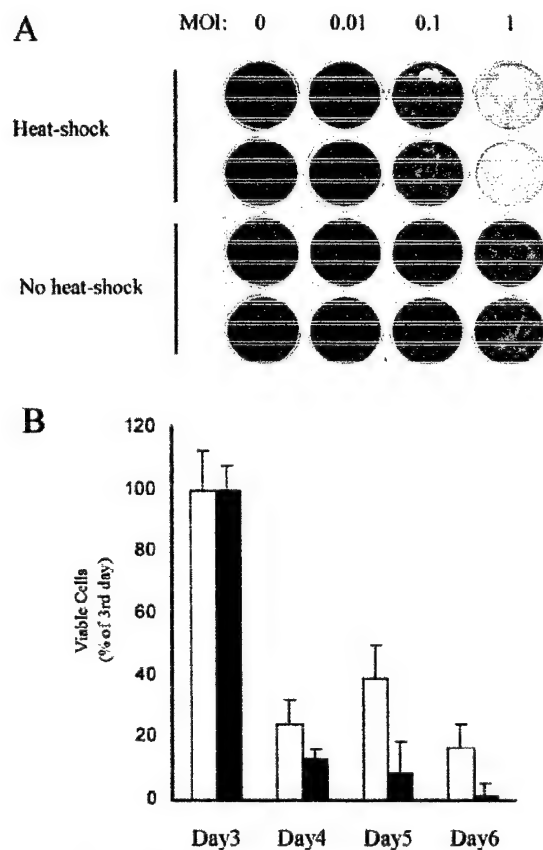 A
MOI: 0 0.01 0.1 1
Heat-shock
No heat-shock
B
120
100
80
60
40
20
0
Viable Cells
(% of 3rd day)
Day3 Day4 Day5 Day6